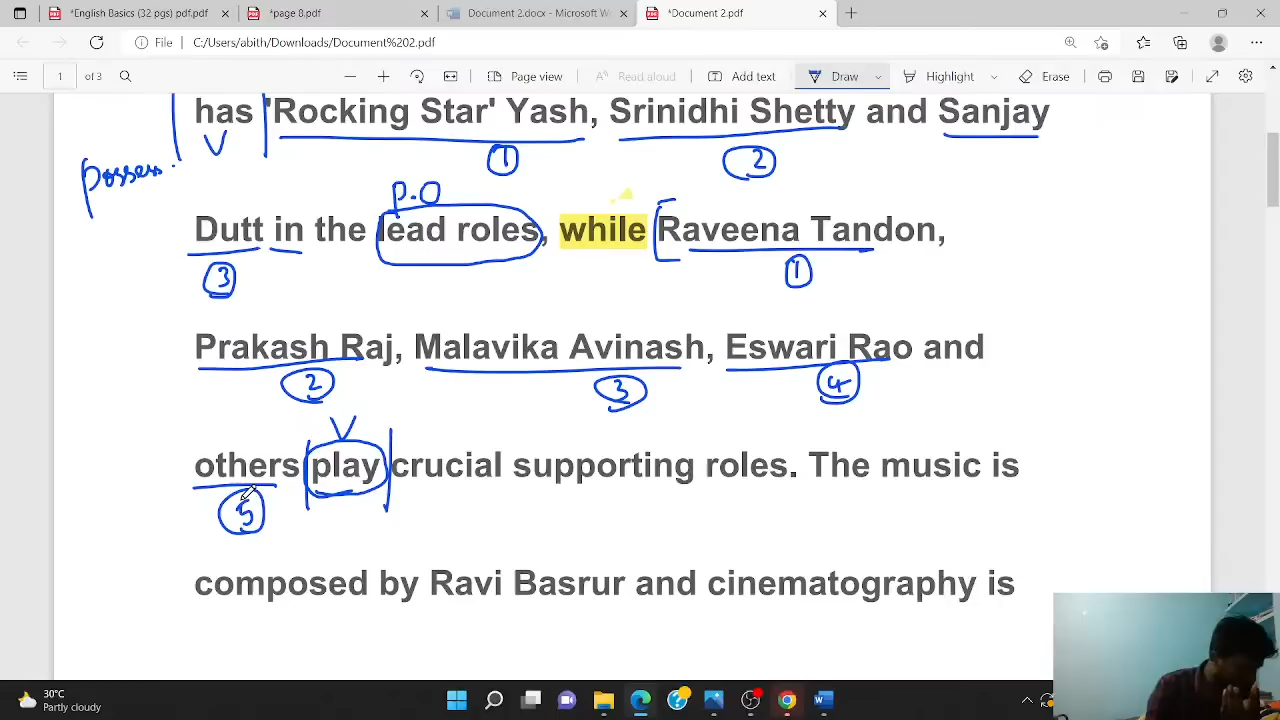 *English Basics (32 pgs) pdf.pdf
*page 8.pdf
Document 2.docx - Microsoft W
*Document 2.pdf
File C:/Users/abith/Downloads/Document%202.pdf
1 of 3 Page view Read aloud Add text Draw Highlight Erase
has 'Rocking Star' Yash, Srinidhi Shetty and Sanjay
V 1 2
possess
P.O
Dutt in the lead roles, while Raveena Tandon,
3 1
Prakash Raj, Malavika Avinash, Eswari Rao and
2 3 4
V
others play crucial supporting roles. The music is
5
composed by Ravi Basrur and cinematography is
30°C
Partly cloudy